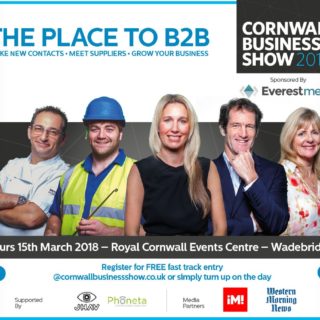 THE PLACE TO B2B
KE NEW CONTACTS • MEET SUPPLIERS • GROW YOUR BUSINESS
CORNWALL
BUSINESS
SHOW 201
Sponsored By
Everestme
urs 15th March 2018 – Royal Cornwall Events Centre – Wadebrid
Register for FREE fast track entry
@cornwallbusinessshow.co.uk or simply turn up on the day
Supported
By
Phoneta
Media
Partners
iM!
Western
Morning
News